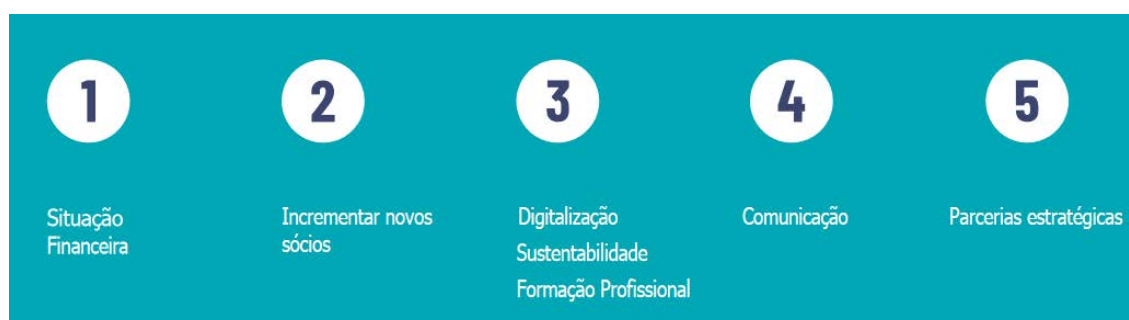 1
Situação
Financeira
2
Incrementar novos
sócios
3
Digitalização
Sustentabilidade
Formação Profissional
4
Comunicação
5
Parcerias estratégicas